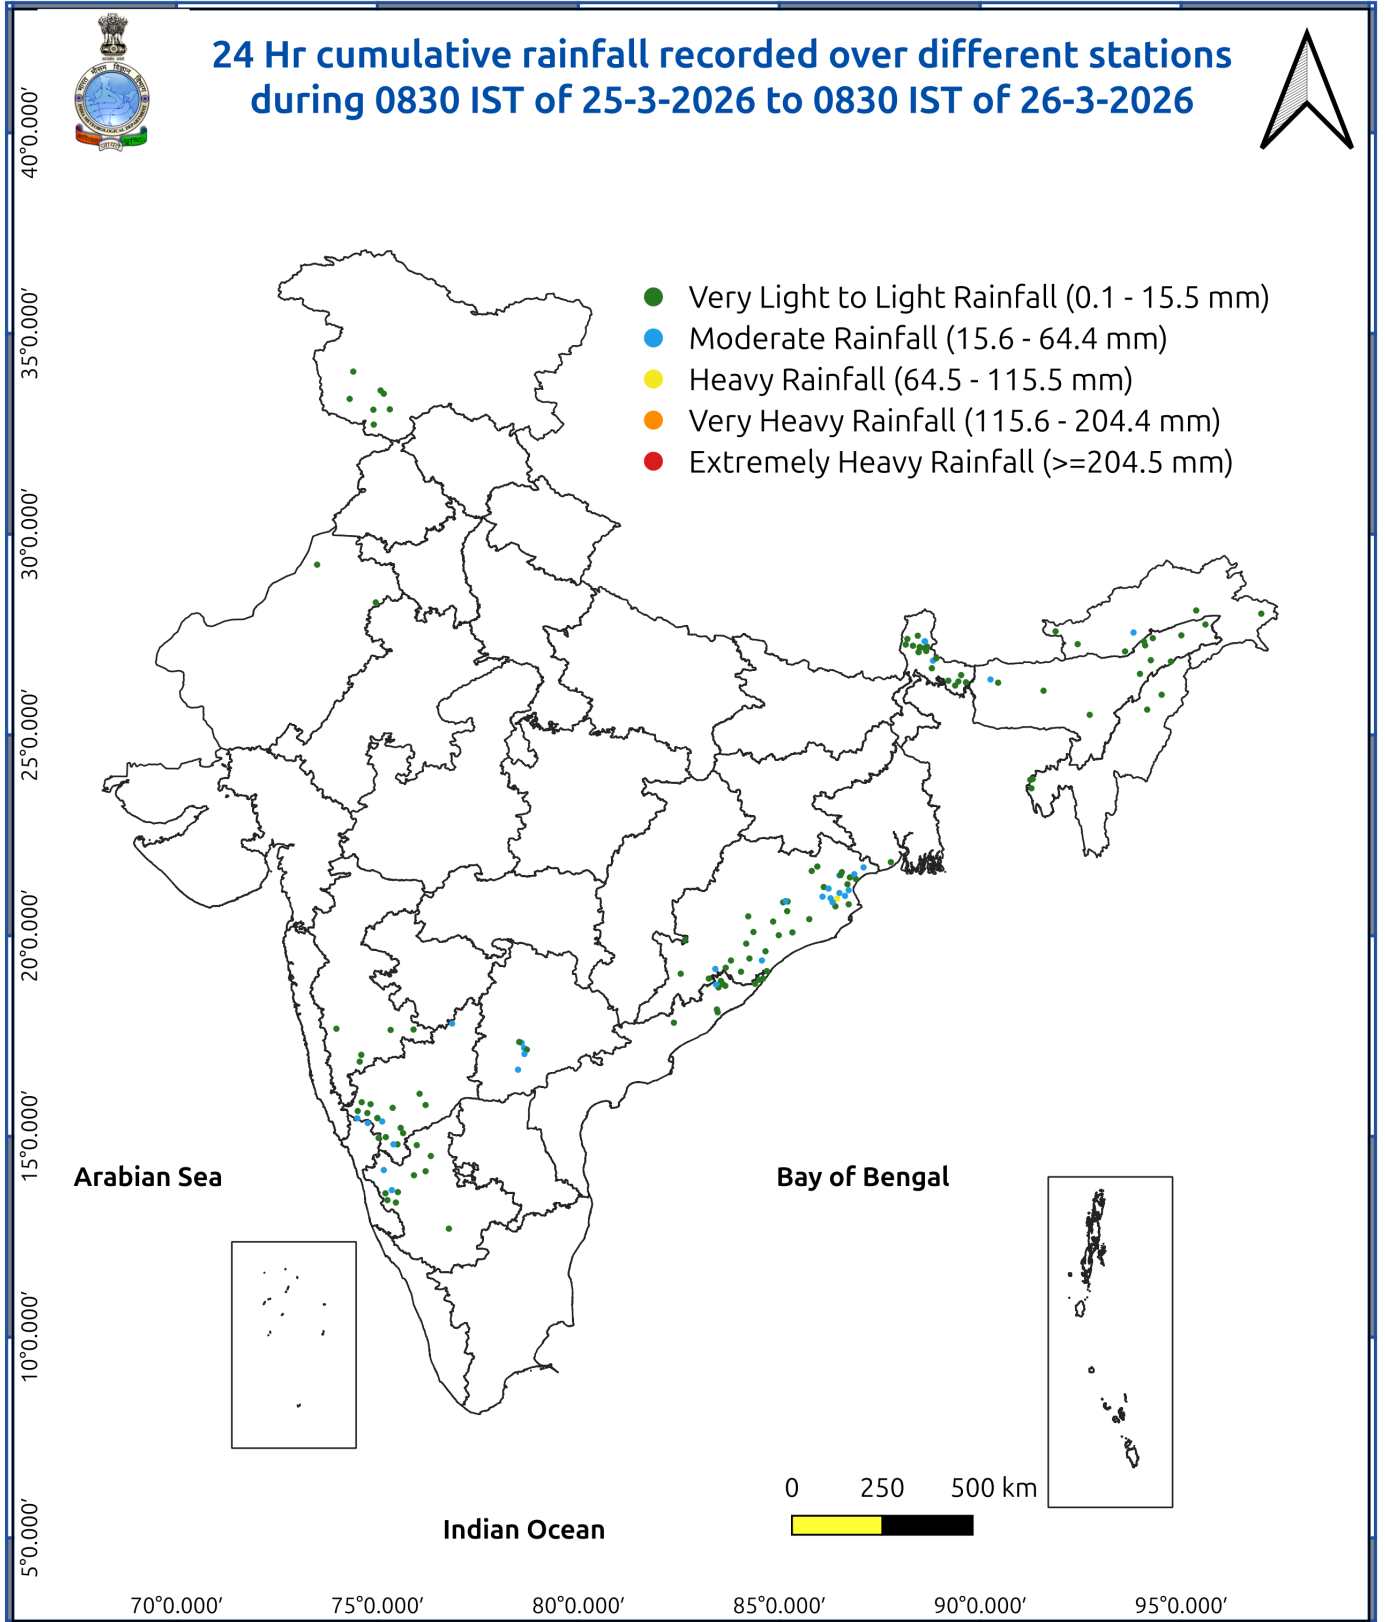 24 Hr cumulative rainfall recorded over different stations
during 0830 IST of 25-3-2026 to 0830 IST of 26-3-2026
Very Light to Light Rainfall (0.1 - 15.5 mm)
Moderate Rainfall (15.6 - 64.4 mm)
Heavy Rainfall (64.5 - 115.5 mm)
Very Heavy Rainfall (115.6 - 204.4 mm)
Extremely Heavy Rainfall (>=204.5 mm)
40°0.000′
35°0.000′
30°0.000′
25°0.000′
20°0.000′
15°0.000′
10°0.000′
5°0.000′
Arabian Sea
Bay of Bengal
Indian Ocean
0 250 500 km
70°0.000′ 75°0.000′ 80°0.000′ 85°0.000′ 90°0.000′ 95°0.000′